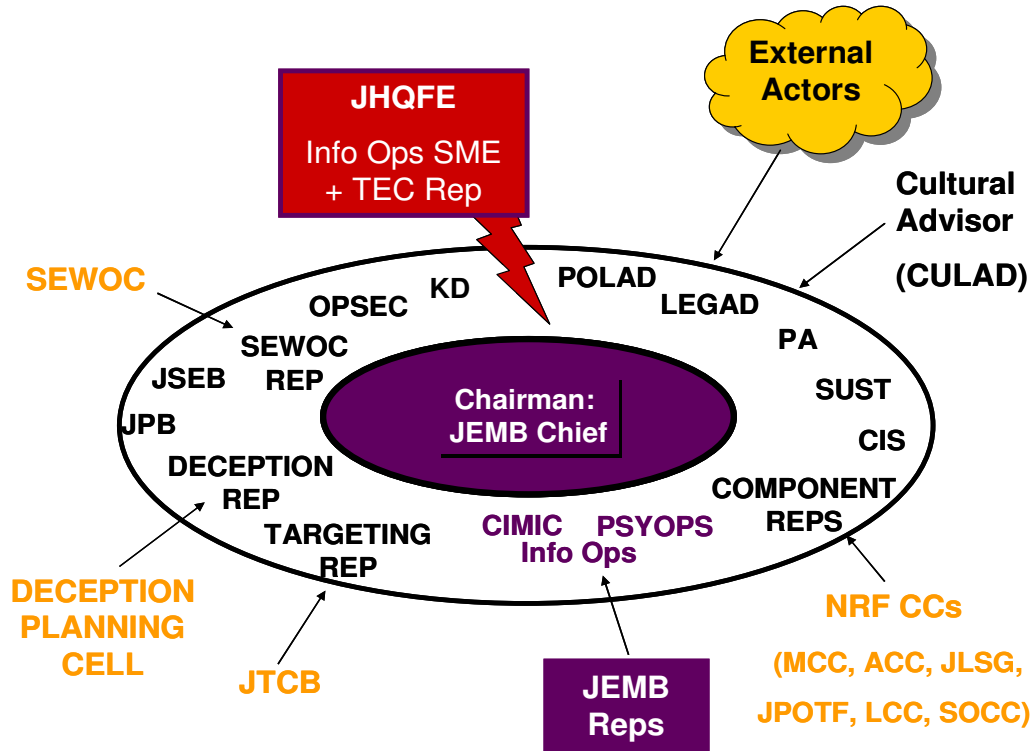 External
Actors
JHQFE
Info Ops SME
+ TEC Rep
Cultural
Advisor
(CULAD)
SEWOC
OPSEC
KD
POLAD
LEGAD
PA
SUST
CIS
COMPONENT
REPS
SEWOC
REP
JSEB
JPB
DECEPTION
REP
TARGETING
REP
CIMIC PSYOPS
Info Ops
Chairman:
JEMB Chief
DECEPTION
PLANNING
CELL
JTCB
JEMB
Reps
NRF CCs
(MCC, ACC, JLSG,
JPOTF, LCC, SOCC)